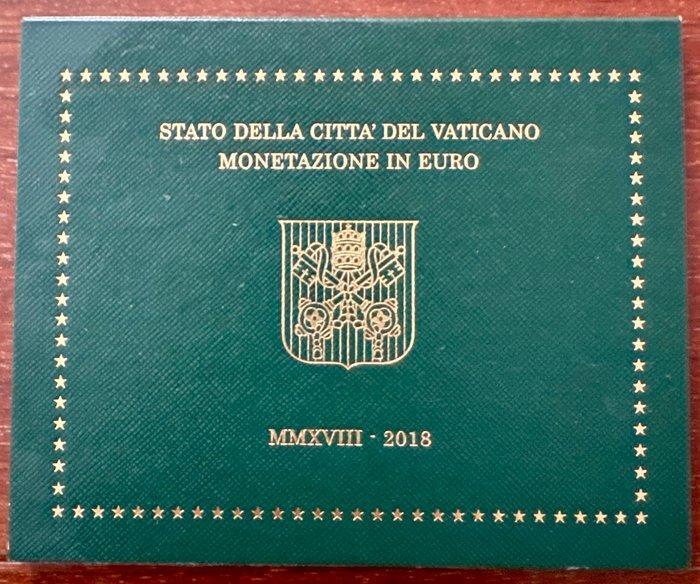 STATO DELLA CITTA' DEL VATICANO
MONETAZIONE IN EURO
MMXVIII - 2018